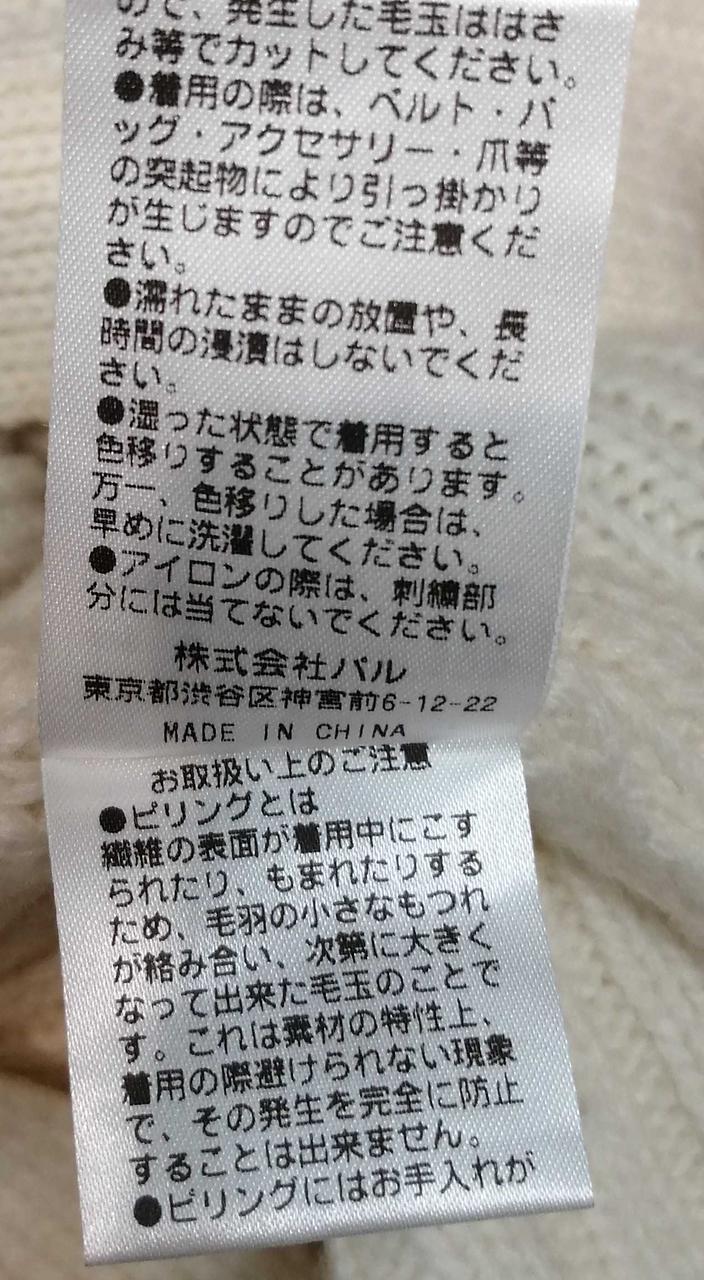 ので、発生した毛玉ははさ
み等でカットしてください。
●着用の際は、ベルト・バ
ッグ・アクセサリー・爪等
の突起物により引っ掛かり
が生じますのでご注意くだ
さい。
●濡れたままの放置や、長
時間の浸漬はしないでくだ
さい。
●湿った状態で着用すると
色移りすることがあります。
万一、色移りした場合は、
早めに洗濯してください。
●アイロンの際は、刺繍部
分には当てないでください。
株式会社パル
東京都渋谷区神宮前6-12-22
MADE IN CHINA
お取扱い上のご注意
●ピリングとは
繊維の表面が着用中にこす
られたり、もまれたりする
ため、毛羽の小さなもつれ
が絡み合い、次第に大きく
なって出来た毛玉のことで
す。これは素材の特性上、
着用の際避けられない現象
で、その発生を完全に防止
することは出来ません。
●ピリングにはお手入れが